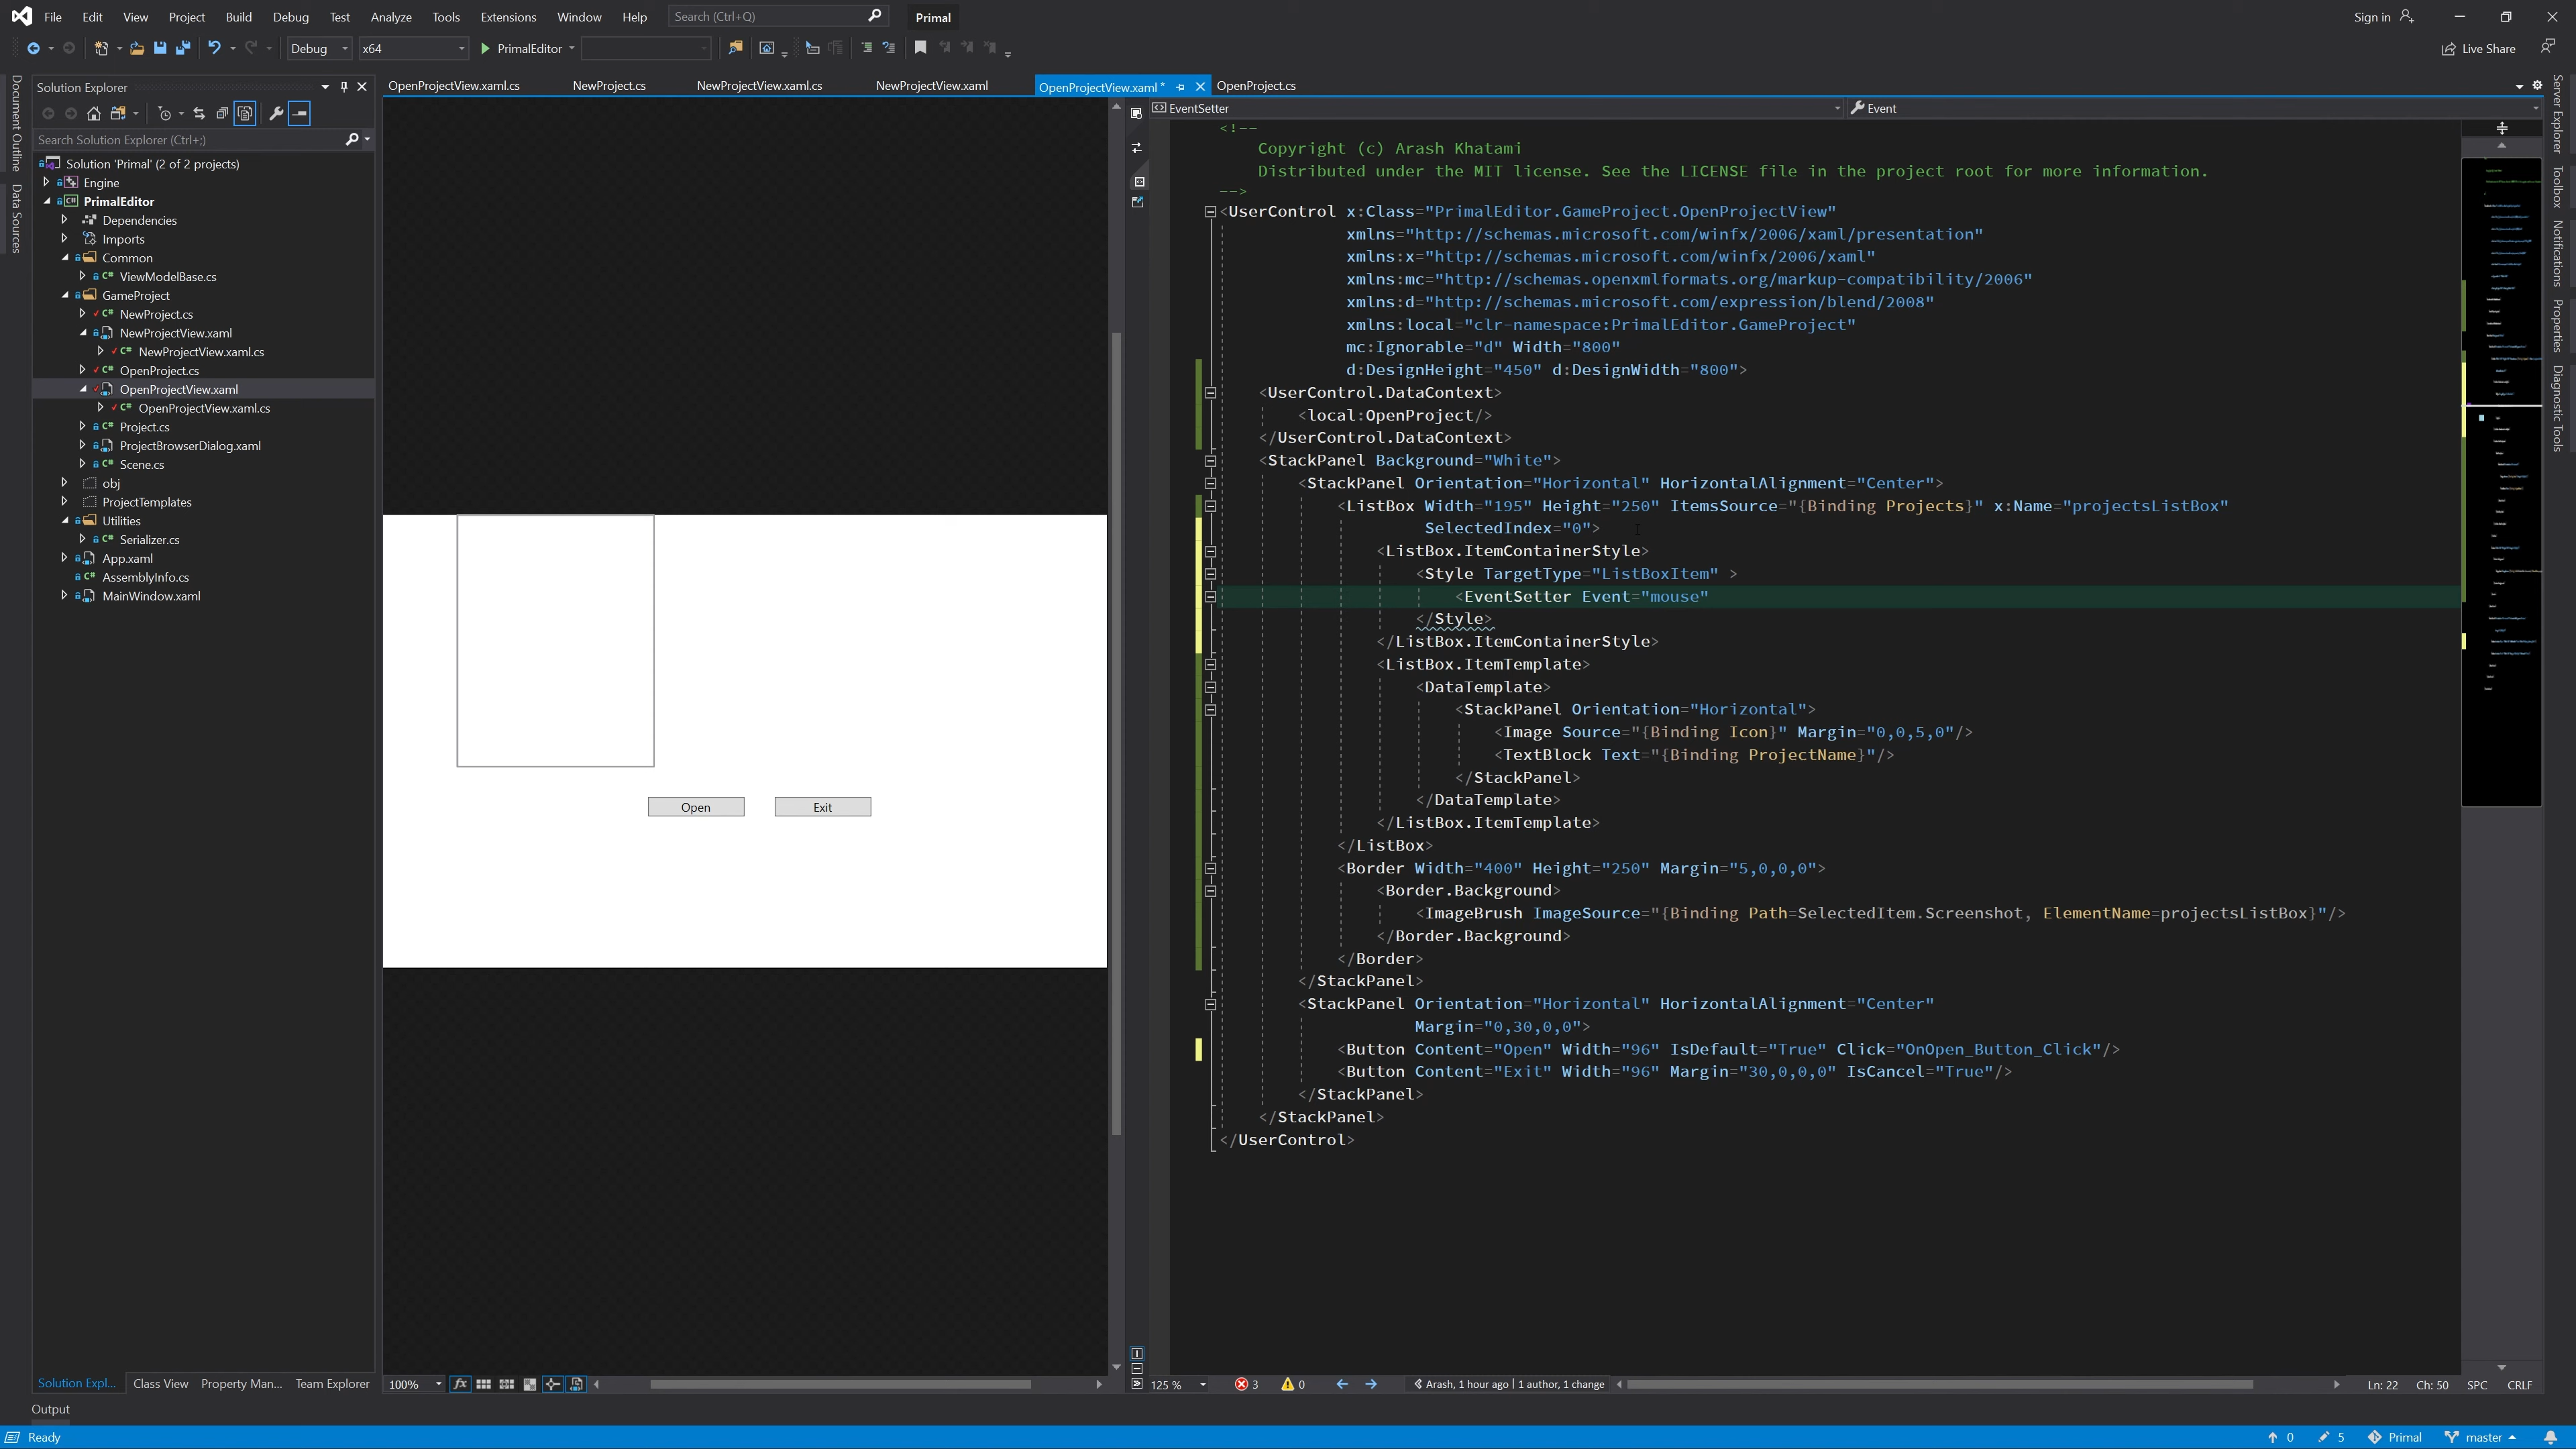 File Edit View Project Build Debug Test Analyze Tools Extensions Window Help Search (Ctrl+Q) Primal Sign in
Debug x64 PrimalEditor Live Share
Document Outline
Data Sources
Solution Explorer
Search Solution Explorer (Ctrl+;)
Solution 'Primal' (2 of 2 projects)
Engine
PrimalEditor
Dependencies
Imports
Common
C# ViewModelBase.cs
GameProject
C# NewProject.cs
NewProjectView.xaml
C# NewProjectView.xaml.cs
C# OpenProject.cs
OpenProjectView.xaml
C# OpenProjectView.xaml.cs
C# Project.cs
ProjectBrowserDialog.xaml
C# Scene.cs
obj
ProjectTemplates
Utilities
C# Serializer.cs
App.xaml
C# AssemblyInfo.cs
MainWindow.xaml
Solution Expl... Class View Property Man... Team Explorer
OpenProjectView.xaml.cs NewProject.cs NewProjectView.xaml.cs NewProjectView.xaml OpenProjectView.xaml* OpenProject.cs
Open Exit
100%
EventSetter Event
<!--
Copyright (c) Arash Khatami
Distributed under the MIT license. See the LICENSE file in the project root for more information.
-->
<UserControl x:Class="PrimalEditor.GameProject.OpenProjectView"
xmlns="http://schemas.microsoft.com/winfx/2006/xaml/presentation"
xmlns:x="http://schemas.microsoft.com/winfx/2006/xaml"
xmlns:mc="http://schemas.openxmlformats.org/markup-compatibility/2006"
xmlns:d="http://schemas.microsoft.com/expression/blend/2008"
xmlns:local="clr-namespace:PrimalEditor.GameProject"
mc:Ignorable="d" Width="800"
d:DesignHeight="450" d:DesignWidth="800">
<UserControl.DataContext>
<local:OpenProject/>
</UserControl.DataContext>
<StackPanel Background="White">
<StackPanel Orientation="Horizontal" HorizontalAlignment="Center">
<ListBox Width="195" Height="250" ItemsSource="{Binding Projects}" x:Name="projectsListBox"
SelectedIndex="0">
<ListBox.ItemContainerStyle>
<Style TargetType="ListBoxItem" >
<EventSetter Event="mouse"
</Style>
</ListBox.ItemContainerStyle>
<ListBox.ItemTemplate>
<DataTemplate>
<StackPanel Orientation="Horizontal">
<Image Source="{Binding Icon}" Margin="0,0,5,0"/>
<TextBlock Text="{Binding ProjectName}"/>
</StackPanel>
</DataTemplate>
</ListBox.ItemTemplate>
</ListBox>
<Border Width="400" Height="250" Margin="5,0,0,0">
<Border.Background>
<ImageBrush ImageSource="{Binding Path=SelectedItem.Screenshot, ElementName=projectsListBox}"/>
</Border.Background>
</Border>
</StackPanel>
<StackPanel Orientation="Horizontal" HorizontalAlignment="Center"
Margin="0,30,0,0">
<Button Content="Open" Width="96" IsDefault="True" Click="OnOpen_Button_Click"/>
<Button Content="Exit" Width="96" Margin="30,0,0,0" IsCancel="True"/>
</StackPanel>
</StackPanel>
</UserControl>
125 % 3 0 Arash, 1 hour ago | 1 author, 1 change Ln: 22 Ch: 50 SPC CRLF
Server Explorer
Toolbox
Notifications
Properties
Diagnostic Tools
Output
Ready 0 5 Primal master